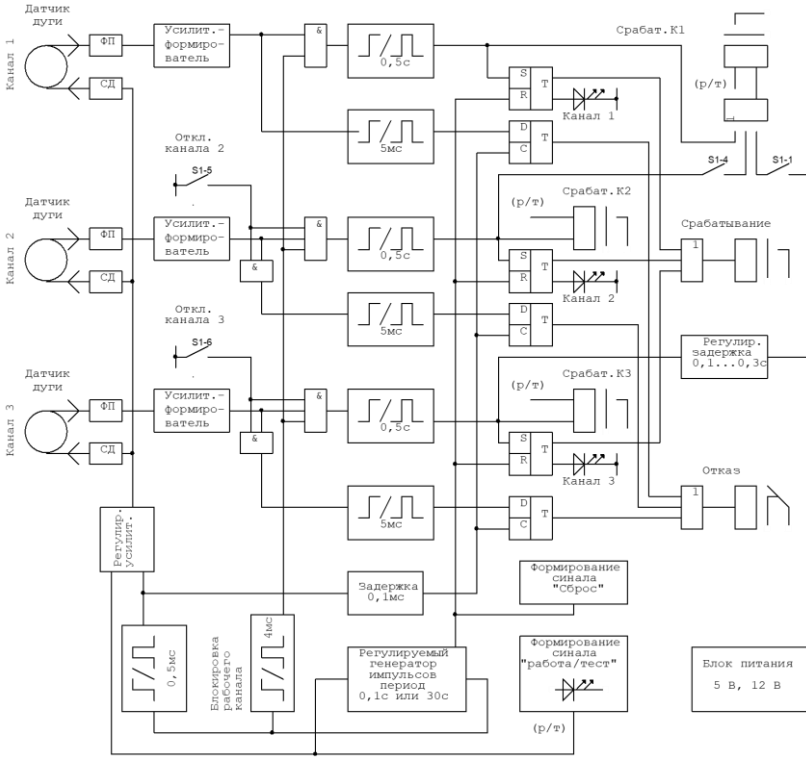 Датчик
дуги
Канал 1
ФП
СД
Усилит.-
формиро-
ватель
&
0,5с
Срабат.К1
(р/т)
1
S
R
T
Канал 1
5мс
D
C
T
S1-4
S1-1
Откл.
канала 2
S1-5
Датчик
дуги
Канал 2
ФП
СД
Усилит.-
формиро-
ватель
&
&
0,5с
(р/т)
Срабат.К2
S
R
T
Канал 2
Срабатывание
1
5мс
D
C
T
Откл.
канала 3
S1-6
Регулир.
задержка
0,1...0,3с
Датчик
дуги
Канал 3
ФП
СД
Усилит.-
формиро-
ватель
&
&
0,5с
(р/т)
Срабат.К3
S
R
T
Канал 3
Отказ
1
5мс
D
C
T
Регулир.
Усилит.
Задержка
0,1мс
Формирование
синала
"Сброс"
0,5мс
Блокировка
рабочего
канала
4мс
Регулируемый
генератор
импульсов
период
0,1с или 30с
Формирование
синала
"работа/тест"
(р/т)
Блок питания
5 В, 12 В